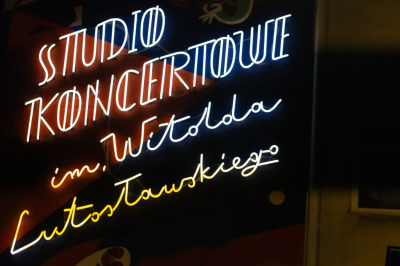 STUDIO
KONCERTOWE
im. Witolda
Lutosławskiego